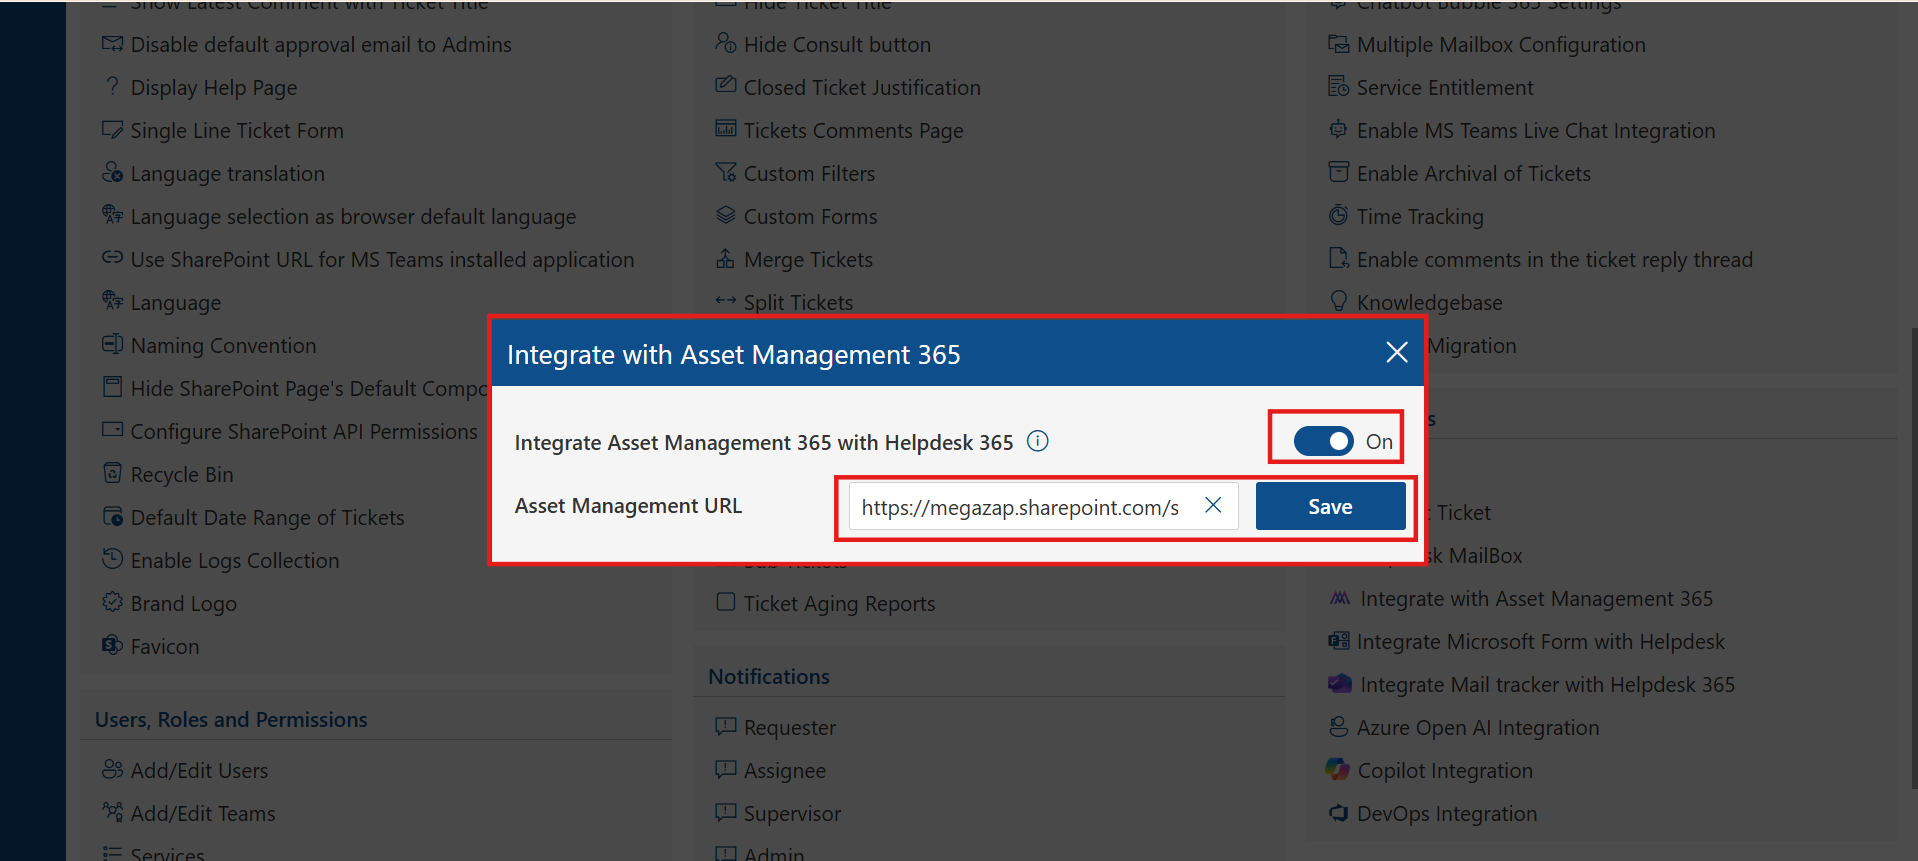 Show Latest Comment with Ticket Title
Disable default approval email to Admins
Display Help Page
Single Line Ticket Form
Language translation
Language selection as browser default language
Use SharePoint URL for MS Teams installed application
Language
Naming Convention
Hide SharePoint Page's Default Compo
Configure SharePoint API Permissions
Recycle Bin
Default Date Range of Tickets
Enable Logs Collection
Brand Logo
Favicon
Users, Roles and Permissions
Add/Edit Users
Add/Edit Teams
Services
Hide Ticket Title
Hide Consult button
Closed Ticket Justification
Tickets Comments Page
Custom Filters
Custom Forms
Merge Tickets
Split Tickets
Integrate with Asset Management 365
Integrate Asset Management 365 with Helpdesk 365
On
Asset Management URL
https://megazap.sharepoint.com/s
Save
Sub Tickets
Ticket Aging Reports
Notifications
Requester
Assignee
Supervisor
Admin
Chatbot Bubble 365 Settings
Multiple Mailbox Configuration
Service Entitlement
Enable MS Teams Live Chat Integration
Enable Archival of Tickets
Time Tracking
Enable comments in the ticket reply thread
Knowledgebase
Migration
s
Ticket
sk MailBox
Integrate with Asset Management 365
Integrate Microsoft Form with Helpdesk
Integrate Mail tracker with Helpdesk 365
Azure Open AI Integration
Copilot Integration
DevOps Integration